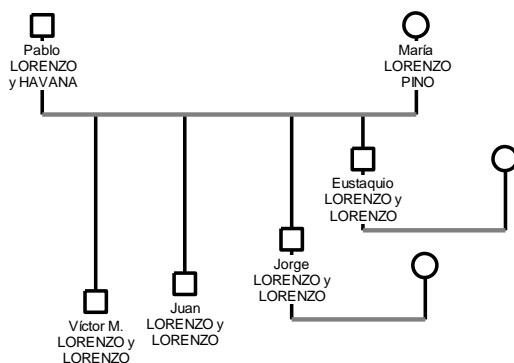 Pablo
LORENZO
y HAVANA
María
LORENZO
PINO
Eustaquio
LORENZO y
LORENZO
Jorge
LORENZO y
LORENZO
Juan
LORENZO y
LORENZO
Víctor M.
LORENZO y
LORENZO